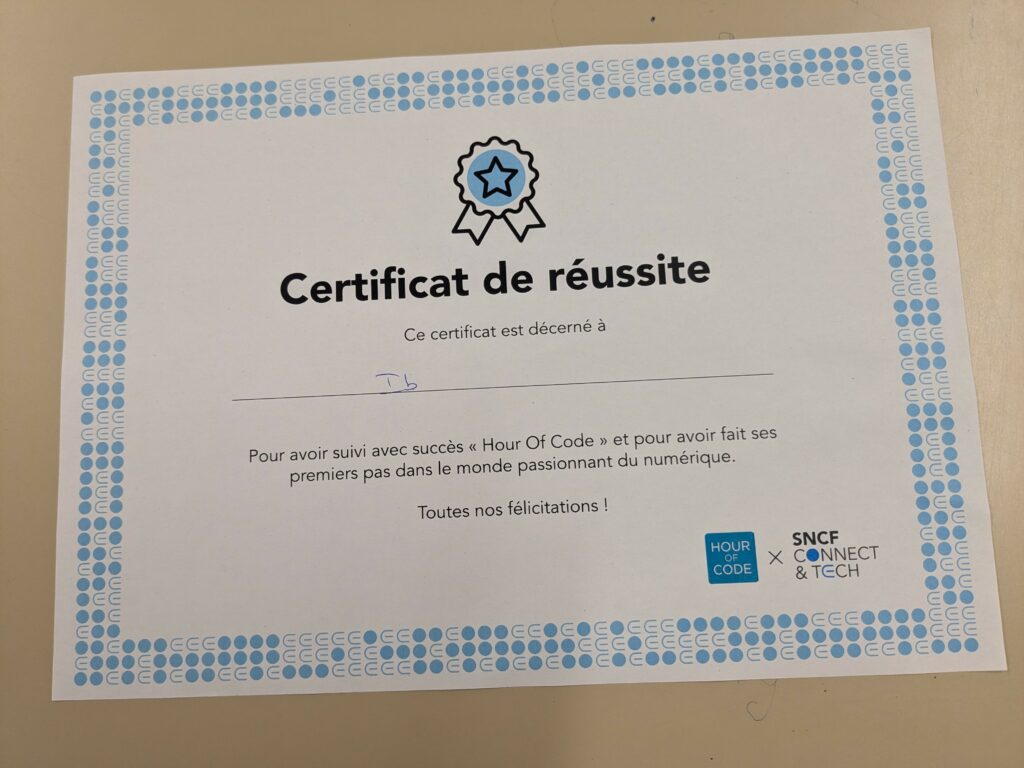 Certificat de réussite
Ce certificat est décerné à
Ib
Pour avoir suivi avec succès « Hour Of Code » et pour avoir fait ses
premiers pas dans le monde passionnant du numérique.
Toutes nos félicitations !
HOUR
OF
CODE
×
SNCF
CONNECT
& TECH